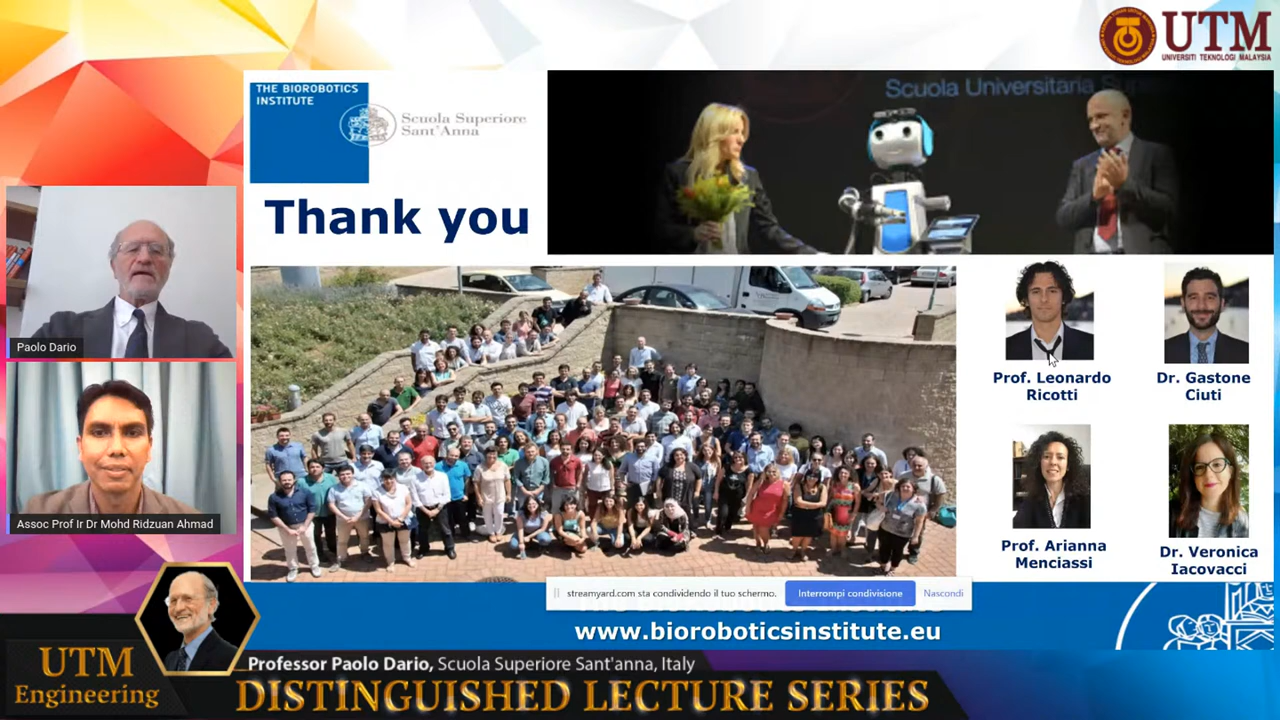 UTM
UNIVERSITI TEKNOLOGI MALAYSIA
THE BIOROBOTICS
INSTITUTE
Scuola Superiore
Sant'Anna
Scuola Universitaria
Thank you
Paolo Dario
Assoc Prof Ir Dr Mohd Ridzuan Ahmad
Prof. Leonardo
Ricotti
Dr. Gastone
Ciuti
Prof. Arianna
Menciassi
Dr. Veronica
Iacovacci
streamyard.com sta condividendo il tuo schermo.
Interrompi condivisione
Nascondi
www.bioroboticsinstitute.eu
UTM
Engineering
Professor Paolo Dario, Scuola Superiore Sant'anna, Italy
DISTINGUISHED LECTURE SERIES